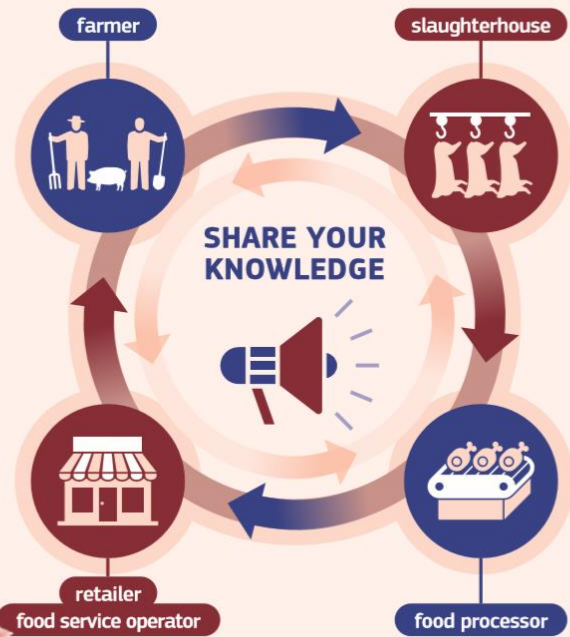 farmer
slaughterhouse
SHARE YOUR
KNOWLEDGE
retailer
food service operator
food processor